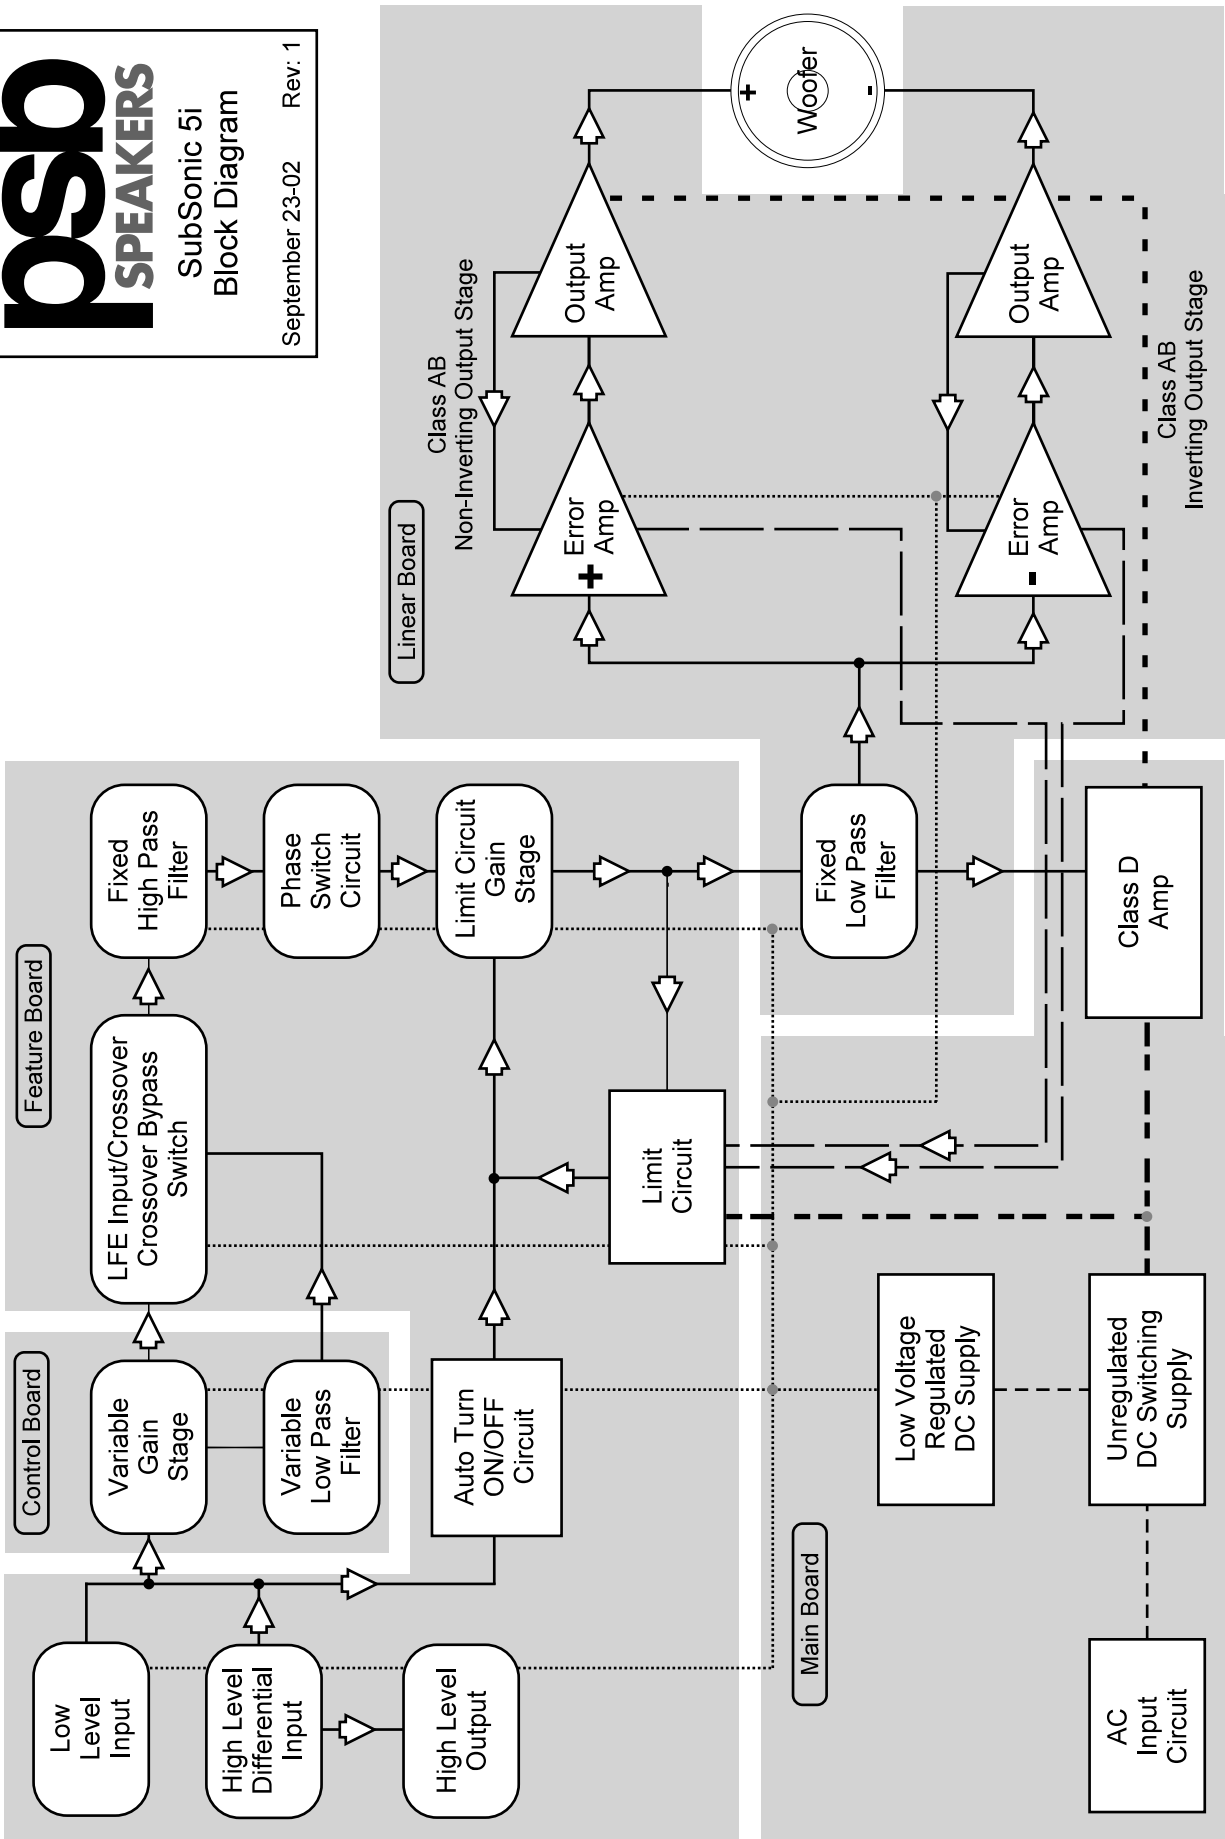 psb
SPEAKERS
SubSonic 5i
Block Diagram
September 23-02 Rev: 1
Feature Board
Fixed
High Pass
Filter
Phase
Switch
Circuit
Limit Circuit
Gain
Stage
LFE Input/Crossover
Crossover Bypass
Switch
Limit
Circuit
Control Board
Variable
Gain
Stage
Variable
Low Pass
Filter
Auto Turn
ON/OFF
Circuit
Low
Level
Input
High Level
Differential
Input
High Level
Output
Linear Board
Class AB
Non-Inverting Output Stage
Error
Amp
+
Output
Amp
+
Woofer
-
Output
Amp
Error
Amp
-
Class AB
Inverting Output Stage
Fixed
Low Pass
Filter
Class D
Amp
Main Board
Low Voltage
Regulated
DC Supply
Unregulated
DC Switching
Supply
AC
Input
Circuit